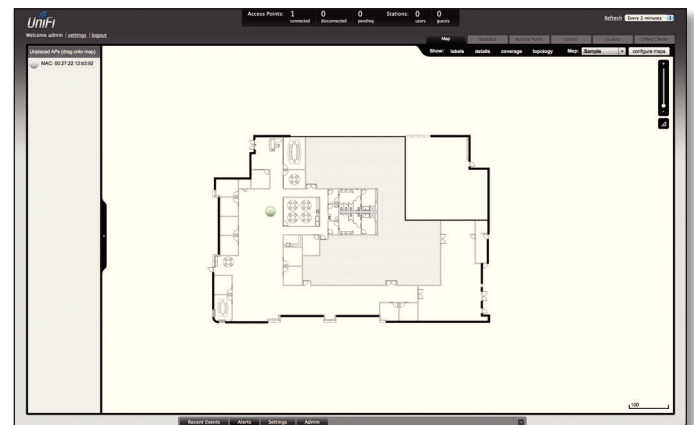 UniFi
Access Points: 1 connected 0 disconnected 0 pending Stations: 0 users 0 guests
Refresh Every 2 minutes
Welcome admin | settings | logout
Map Statistics Access Points Users Guests Offline Clients
Unplaced APs (drag onto map)
Show: labels details coverage topology Map: Sample configure maps
MAC: 00:27:22:12:b3:92
100
Recent Events Alerts Settings Admin